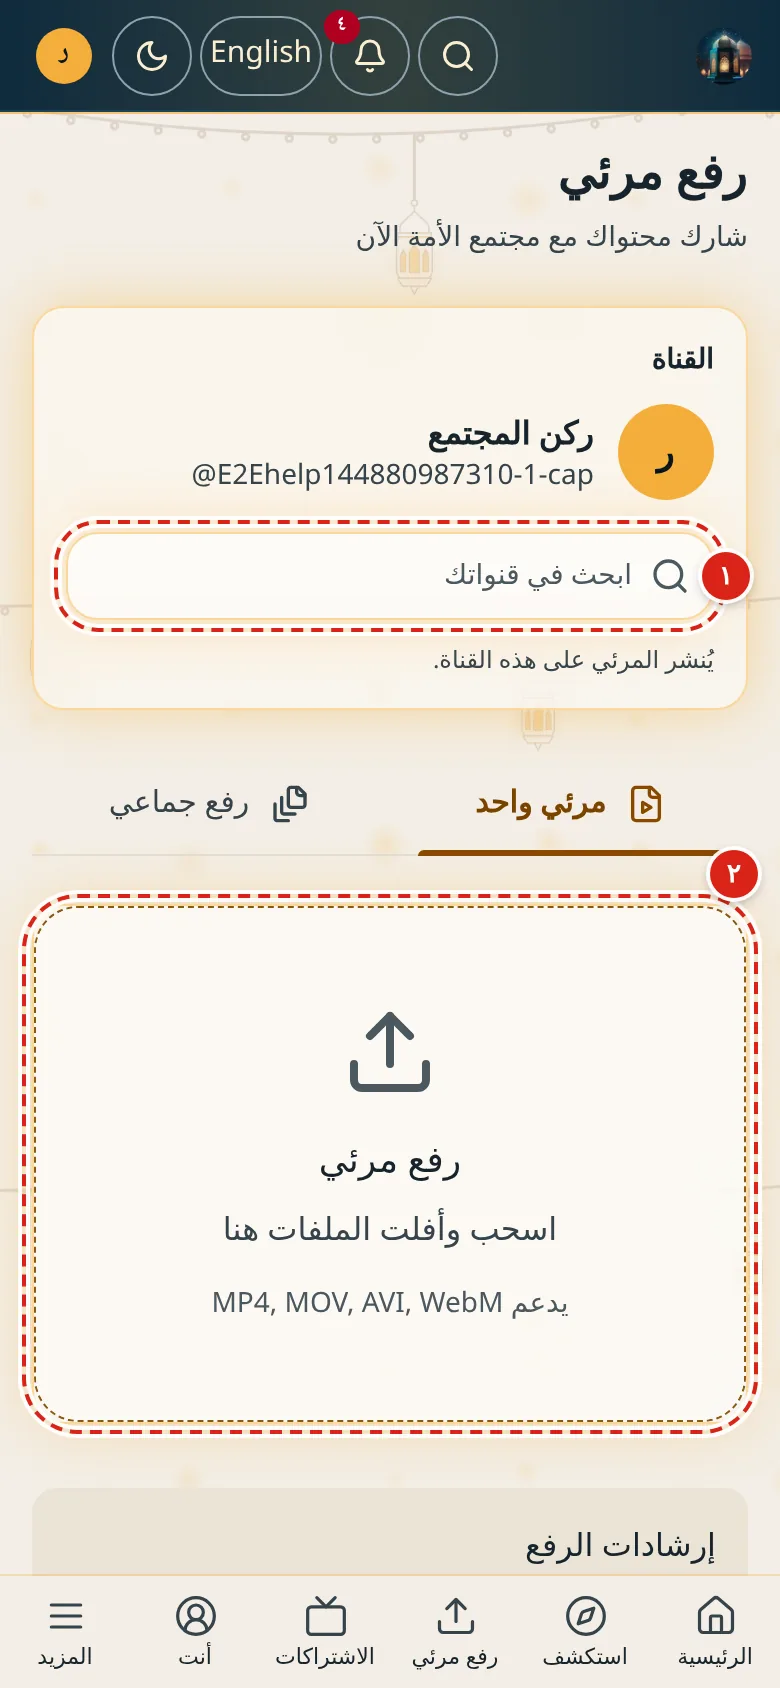 ٤
English
ر
رفع مرئي
شارك محتواك مع مجتمع الأمة الآن
القناة
ر
ركن المجتمع
@E2Ehelp144880987310-1-cap
ابحث في قنواتك
١
يُنشر المرئي على هذه القناة.
مرئي واحد
رفع جماعي
٢
رفع مرئي
اسحب وأفلت الملفات هنا
يدعم MP4, MOV, AVI, WebM
إرشادات الرفع
الرئيسية
استكشف
رفع مرئي
الاشتراكات
أنت
المزيد